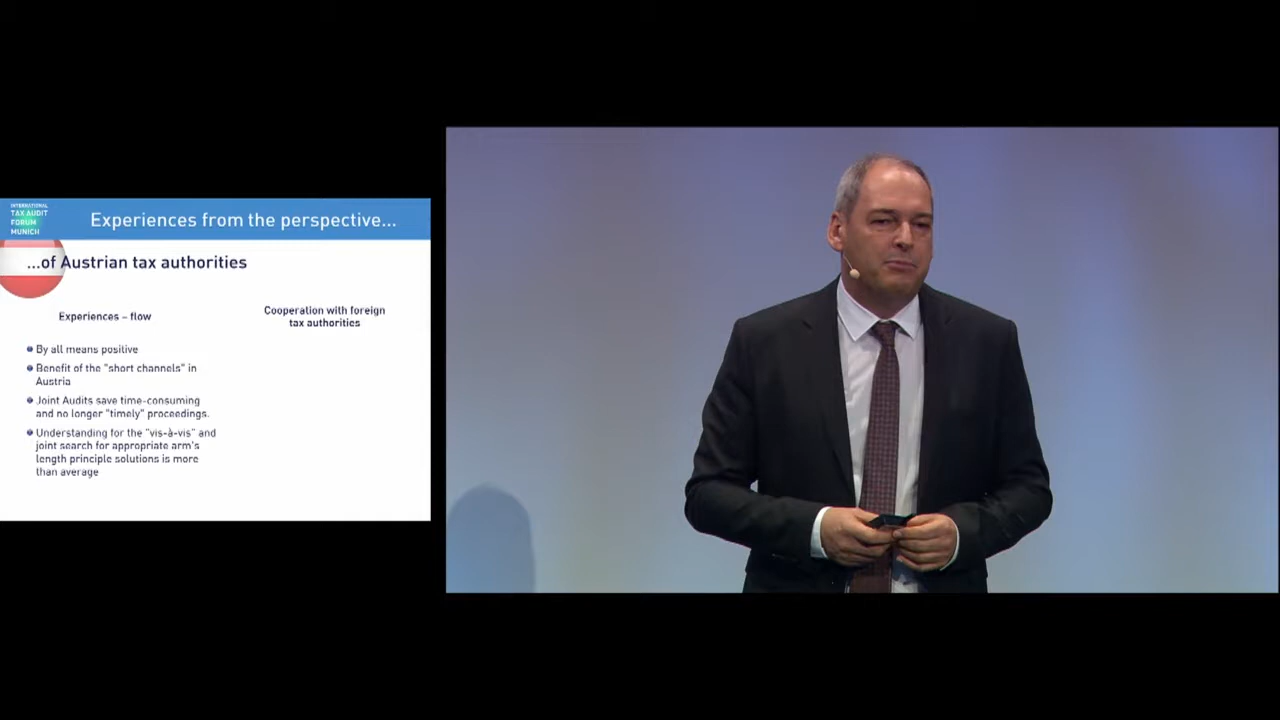 INTERNATIONAL
TAX AUDIT
FORUM
MUNICH
Experiences from the perspective...
...of Austrian tax authorities
Experiences – flow
Cooperation with foreign
tax authorities
By all means positive
Benefit of the "short channels" in
Austria
Joint Audits save time-consuming
and no longer "timely" proceedings.
Understanding for the "vis-à-vis" and
joint search for appropriate arm's
length principle solutions is more
than average